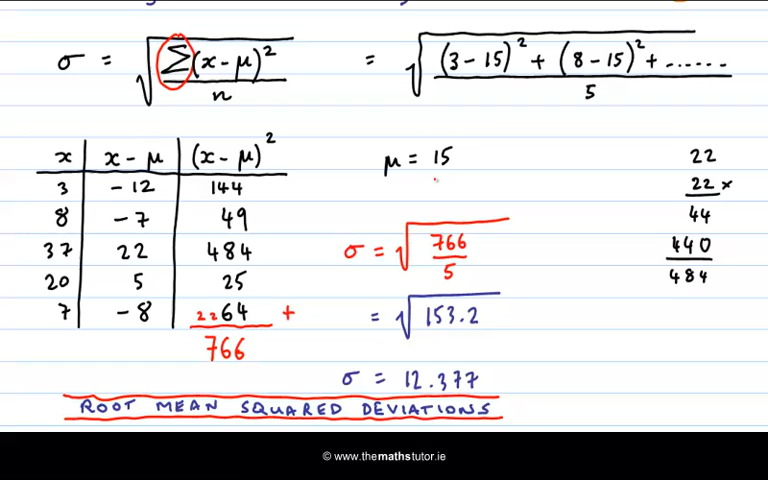 σ = √(∑(x − μ)² / n) = √((3 − 15)² + (8 − 15)² + ...... / 5)
x | x − μ | (x − μ)²
3 | −12 | 144
8 | −7 | 49
37 | 22 | 484
20 | 5 | 25
7 | −8 | 64 +
22
766
μ = 15
σ = √(766 / 5)
= √153.2
σ = 12.377
22
22 ×
44
440
484
ROOT MEAN SQUARED DEVIATIONS
© www.themathstutor.ie